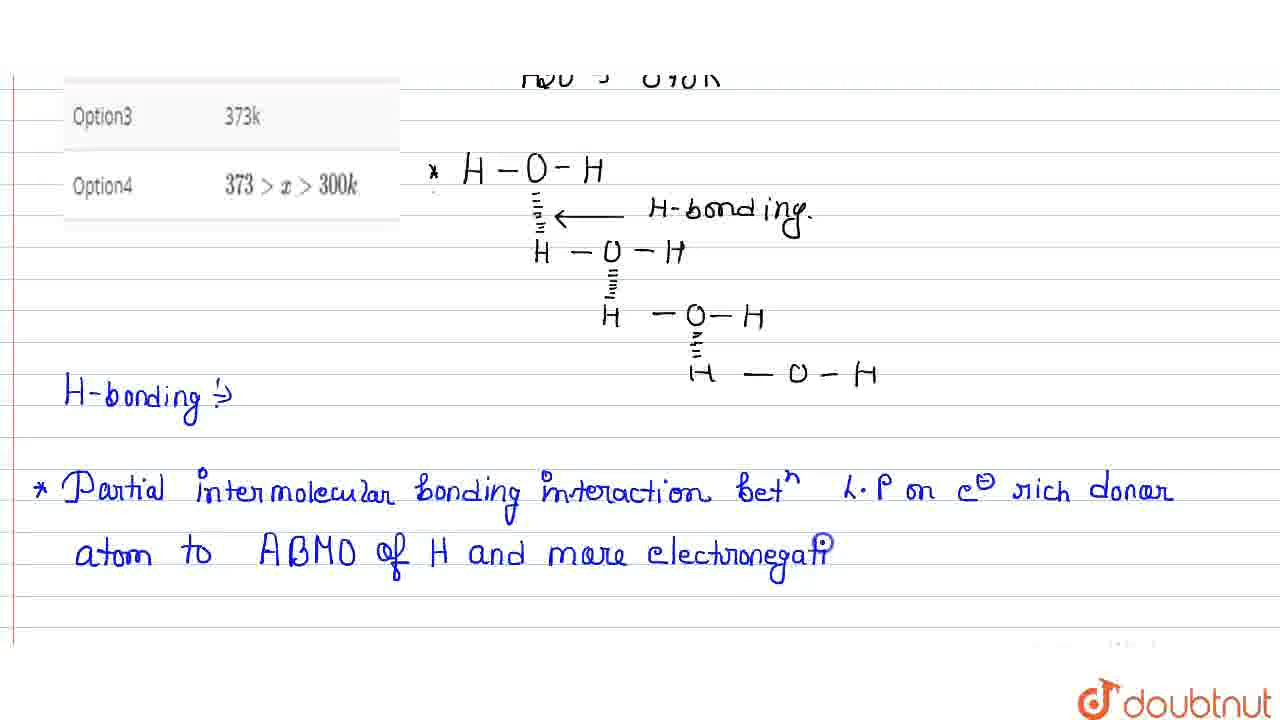 Option3 373k
Option4 373 > x > 300k
* H - O - H
← H-bonding.
H - O - H
H - O - H
H - O - H
H-bonding :→
* Partial intermolecular bonding interaction betⁿ L.P on e⊖ rich donar
atom to ABMO of H and more electronegati
doubtnut